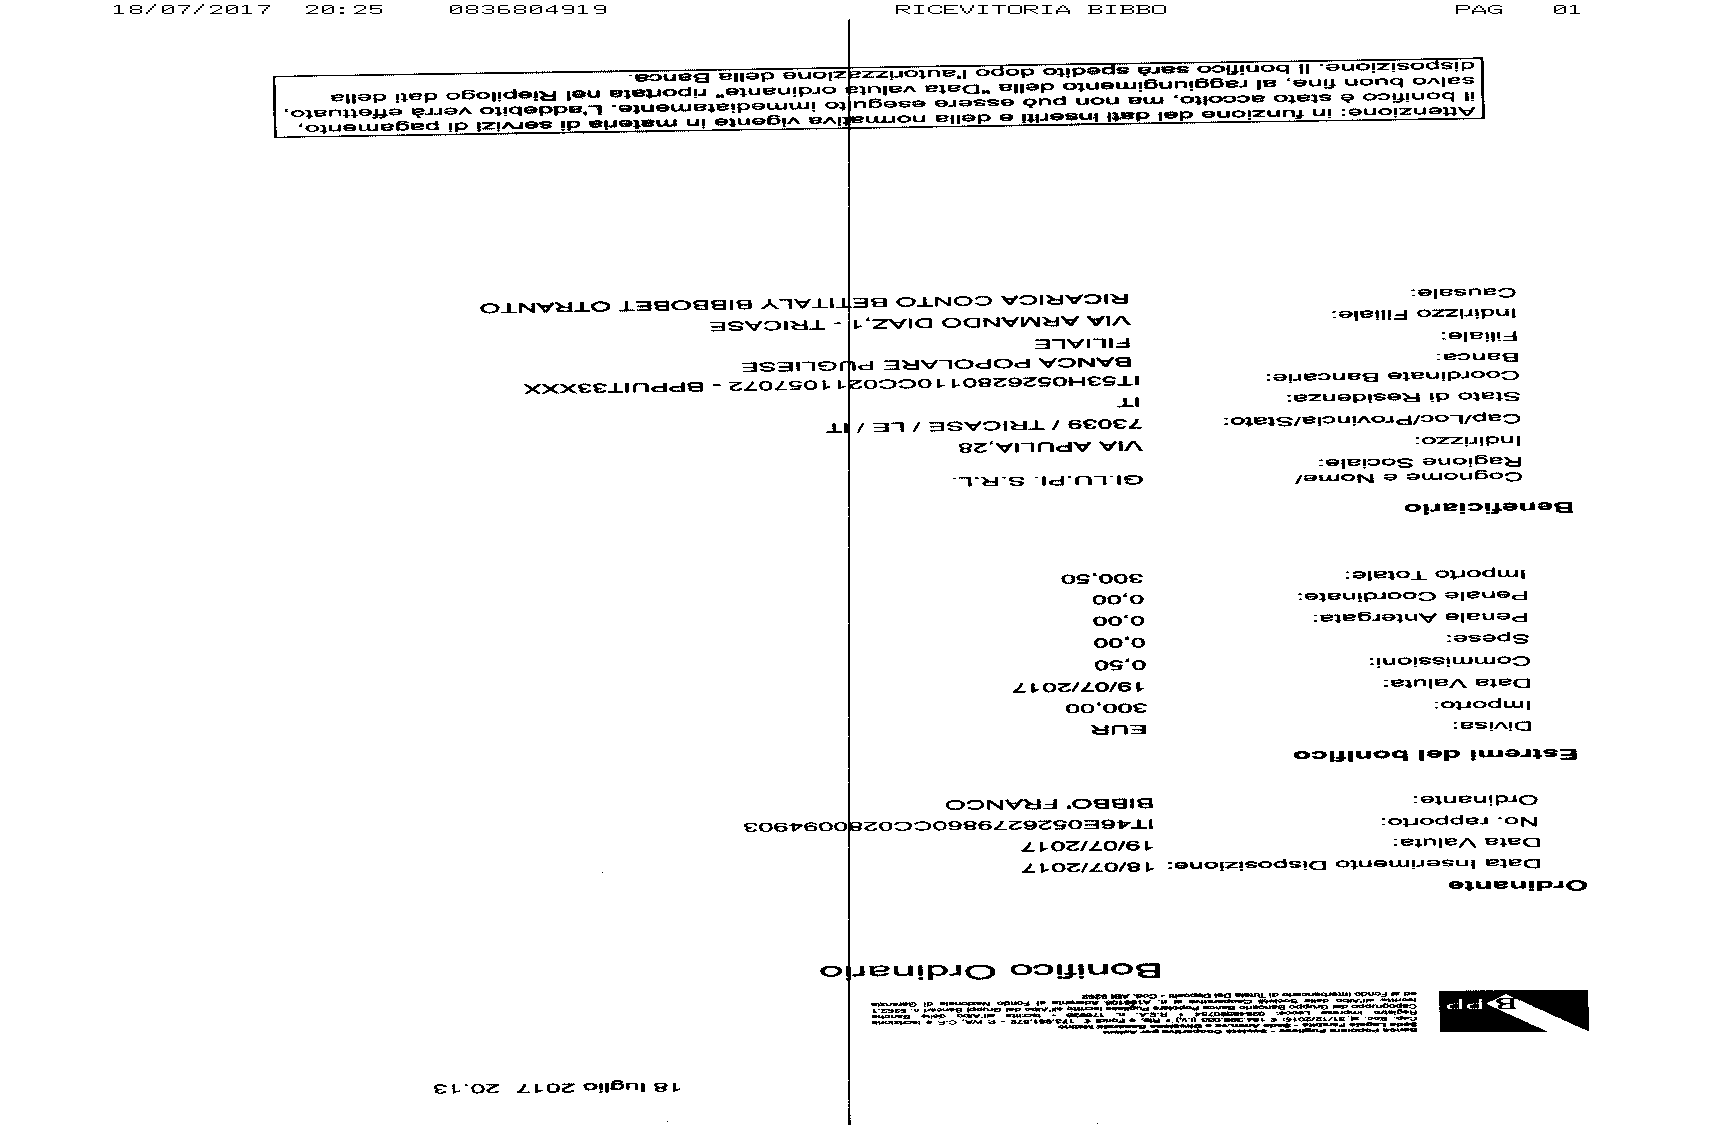 18/07/2017 20:25 0836804919 RICEVITORIA BIBBO PAG 01
18 luglio 2017 20.13
BPP
Bonifico Ordinario
Ordinante
Data Inserimento Disposizione: 18/07/2017
Data Valuta: 19/07/2017
No. rapporto: IT46E0526279860CC0280094903
Ordinante: BIBBO' FRANCO
Estremi del bonifico
Divisa: EUR
Importo: 300,00
Data Valuta: 19/07/2017
Commissioni: 0,50
Spese: 0,00
Penale Antergata: 0,00
Penale Coordinate: 0,00
Importo Totale: 300,50
Beneficiario
Cognome e Nome/
Ragione Sociale: GI.LU.PI. S.R.L.
Indirizzo: VIA APULIA,28
Cap/Loc/Provincia/Stato: 73039 / TRICASE / LE / IT
Stato di Residenza: IT
Coordinate Bancarie: IT53H0526280110CC0211057072 - BPPUIT33XXX
Banca: BANCA POPOLARE PUGLIESE
Filiale: FILIALE
Indirizzo Filiale: VIA ARMANDO DIAZ,1 - TRICASE
Causale: RICARICA CONTO BETITALY BIBBOBET OTRANTO
Attenzione: in funzione dei dati inseriti e della normativa vigente in materia di servizi di pagamento,
il bonifico è stato accolto, ma non può essere eseguito immediatamente. L'addebito verrà effettuato,
salvo buon fine, al raggiungimento della "Data valuta ordinante" riportata nel Riepilogo dati della
disposizione. Il bonifico sarà spedito dopo l'autorizzazione della Banca.